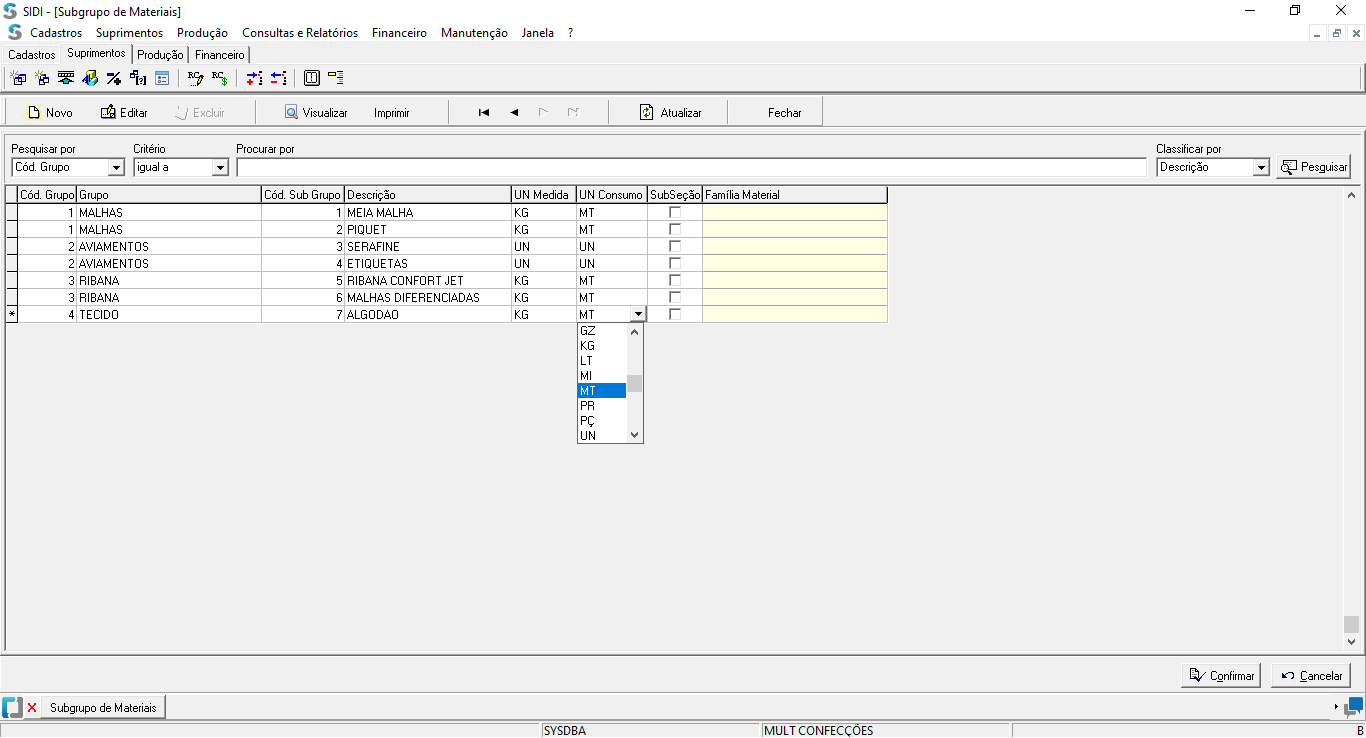 SIDI - [Subgrupo de Materiais]
Cadastros Suprimentos Produção Consultas e Relatórios Financeiro Manutenção Janela ?
Cadastros Suprimentos Produção Financeiro
Novo Editar Excluir Visualizar Imprimir Atualizar Fechar
Pesquisar por Critério Procurar por Classificar por
Cód. Grupo igual a Descrição Pesquisar
Cód. Grupo Grupo Cód. Sub Grupo Descrição UN Medida UN Consumo SubSeção Família Material
1 MALHAS 1 MEIA MALHA KG MT
1 MALHAS 2 PIQUET KG MT
2 AVIAMENTOS 3 SERAFINE UN UN
2 AVIAMENTOS 4 ETIQUETAS UN UN
3 RIBANA 5 RIBANA CONFORT JET KG MT
3 RIBANA 6 MALHAS DIFERENCIADAS KG MT
* 4 TECIDO 7 ALGODAO KG MT
GZ
KG
LT
MI
MT
PR
PÇ
UN
Confirmar Cancelar
Subgrupo de Materiais
SYSDBA MULT CONFECÇÕES B